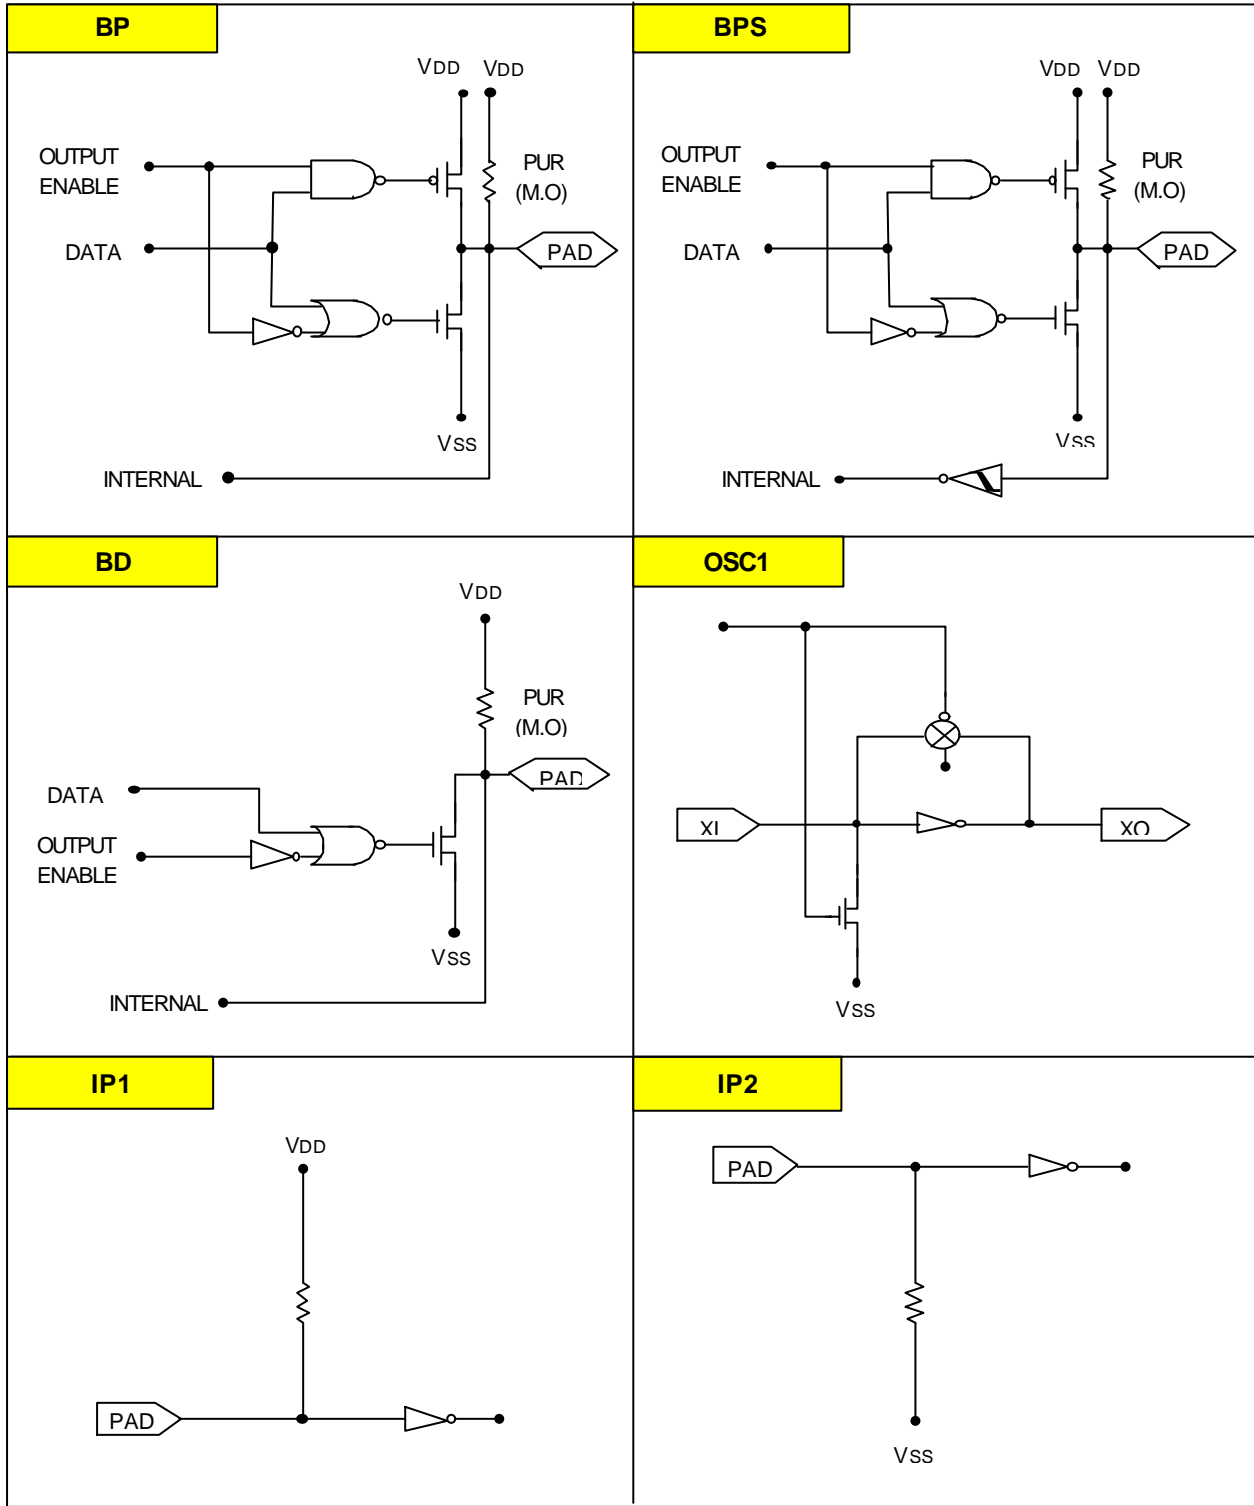 BP
VDD VDD
OUTPUT
ENABLE
PUR
(M.O)
DATA
PAD
VSS
INTERNAL
BPS
VDD VDD
OUTPUT
ENABLE
PUR
(M.O)
DATA
PAD
VSS
INTERNAL
BD
VDD
PUR
(M.O)
PAD
DATA
OUTPUT
ENABLE
VSS
INTERNAL
OSC1
XI
XO
VSS
IP1
VDD
PAD
IP2
PAD
VSS